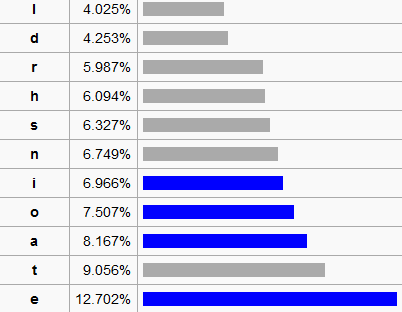 l 4.025%
d 4.253%
r 5.987%
h 6.094%
s 6.327%
n 6.749%
i 6.966%
o 7.507%
a 8.167%
t 9.056%
e 12.702%